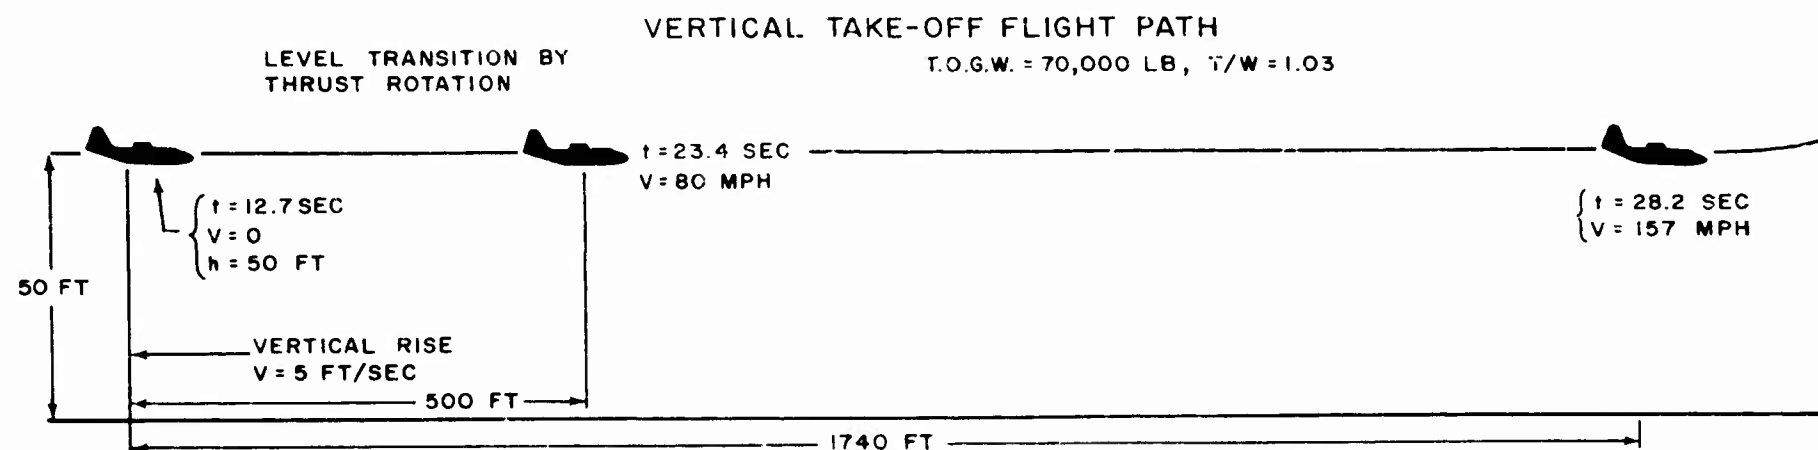 VERTICAL TAKE-OFF FLIGHT PATH
T.O.G.W. = 70,000 LB, T/W = 1.03
LEVEL TRANSITION BY
THRUST ROTATION
t = 23.4 SEC
V = 80 MPH
t = 12.7 SEC
V = 0
h = 50 FT
t = 28.2 SEC
V = 157 MPH
50 FT
VERTICAL RISE
V = 5 FT/SEC
500 FT
1740 FT